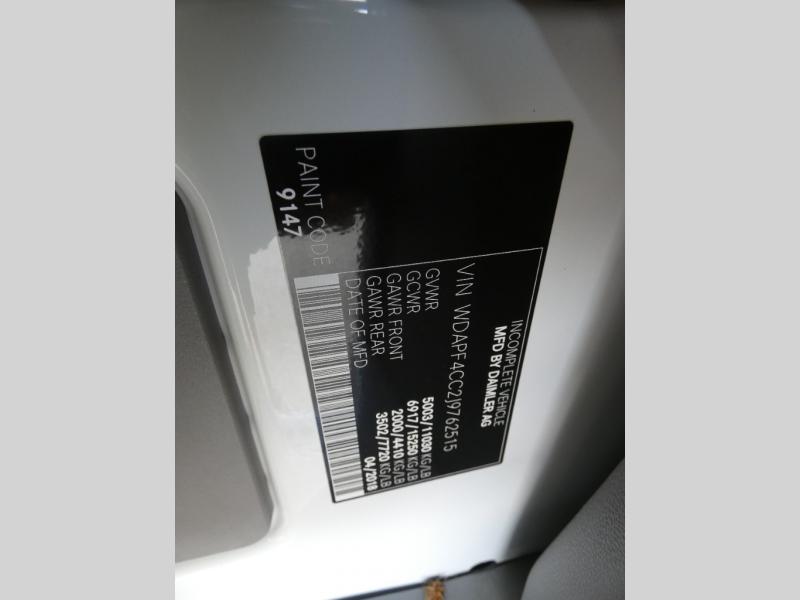 INCOMPLETE VEHICLE
MFD BY DAIMLER AG
VIN WDAPF4CC2J9762515
GVWR 5003/11030 KG/LB
GCWR 6917/15250 KG/LB
GAWR FRONT 2000/4410 KG/LB
GAWR REAR 3502/7720 KG/LB
DATE OF MFD 04/2018
PAINT CODE
9147